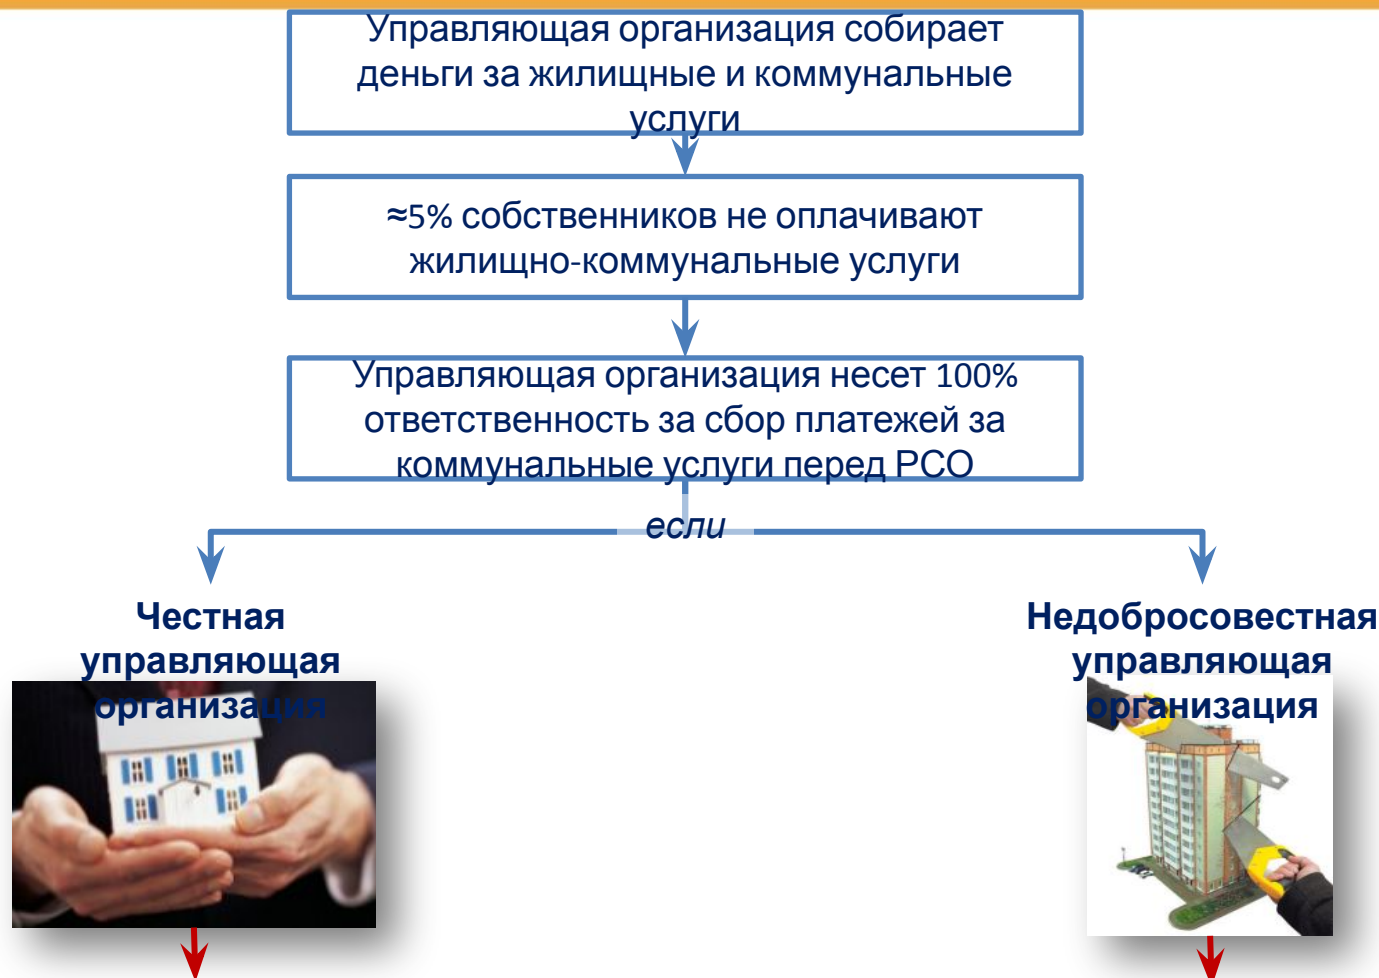 Управляющая организация собирает
деньги за жилищные и коммунальные
услуги
≈5% собственников не оплачивают
жилищно-коммунальные услуги
Управляющая организация несет 100%
ответственность за сбор платежей за
коммунальные услуги перед РСО
если
Честная
управляющая
организация
Недобросовестная
управляющая
организация